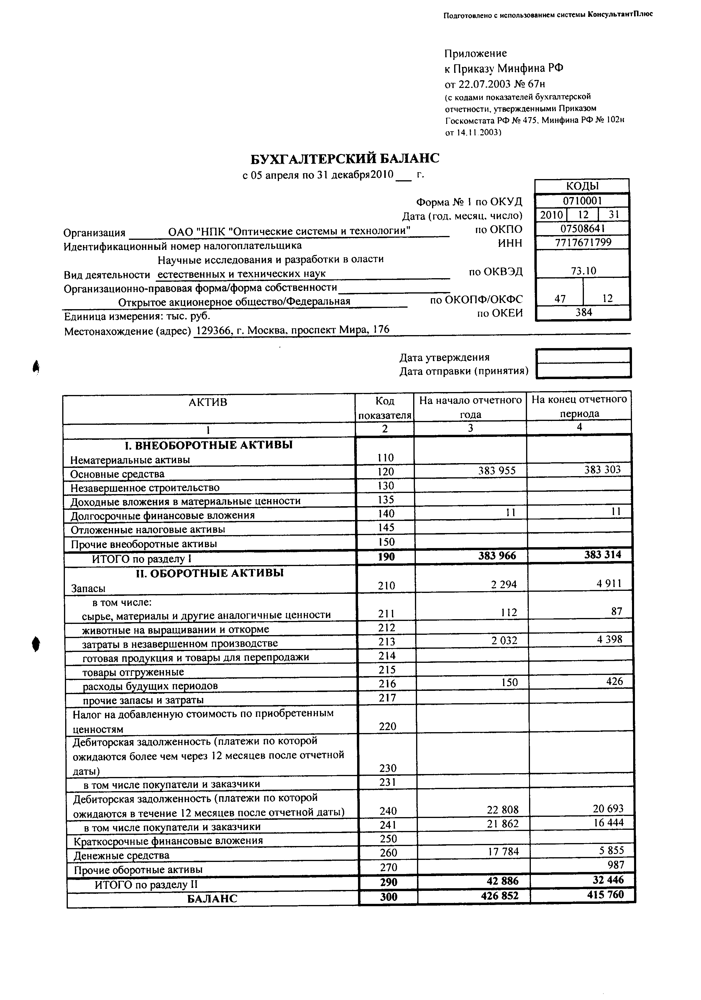 Подготовлено с использованием системы КонсультантПлюс
Приложение
к Приказу Минфина РФ
от 22.07.2003 № 67н
(с кодами показателей бухгалтерской
отчетности, утвержденными Приказом
Госкомстата РФ № 475, Минфина РФ № 102н
от 14.11.2003)
БУХГАЛТЕРСКИЙ БАЛАНС
с 05 апреля по 31 декабря2010 ___ г.
КОДЫ
Форма № 1 по ОКУД 0710001
Дата (год, месяц, число) 2010 12 31
Организация ОАО "НПК "Оптические системы и технологии" по ОКПО 07508641
Идентификационный номер налогоплательщика ИНН 7717671799
Научные исследования и разработки в оласти
Вид деятельности естественных и технических наук по ОКВЭД 73.10
Организационно-правовая форма/форма собственности
Открытое акционерное общество/Федеральная по ОКОПФ/ОКФС 47 12
Единица измерения: тыс. руб. по ОКЕИ 384
Местонахождение (адрес) 129366, г. Москва, проспект Мира, 176
Дата утверждения
Дата отправки (принятия)
АКТИВ Код На начало отчетного На конец отчетного
показателя года периода
1 2 3 4
I. ВНЕОБОРОТНЫЕ АКТИВЫ
Нематериальные активы 110
Основные средства 120 383 955 383 303
Незавершенное строительство 130
Доходные вложения в материальные ценности 135
Долгосрочные финансовые вложения 140 11 11
Отложенные налоговые активы 145
Прочие внеоборотные активы 150
ИТОГО по разделу I 190 383 966 383 314
II. ОБОРОТНЫЕ АКТИВЫ
Запасы 210 2 294 4 911
в том числе:
сырье, материалы и другие аналогичные ценности 211 112 87
животные на выращивании и откорме 212
затраты в незавершенном производстве 213 2 032 4 398
готовая продукция и товары для перепродажи 214
товары отгруженные 215
расходы будущих периодов 216 150 426
прочие запасы и затраты 217
Налог на добавленную стоимость по приобретенным
ценностям 220
Дебиторская задолженность (платежи по которой
ожидаются более чем через 12 месяцев после отчетной
даты) 230
в том числе покупатели и заказчики 231
Дебиторская задолженность (платежи по которой
ожидаются в течение 12 месяцев после отчетной даты) 240 22 808 20 693
в том числе покупатели и заказчики 241 21 862 16 444
Краткосрочные финансовые вложения 250
Денежные средства 260 17 784 5 855
Прочие оборотные активы 270 987
ИТОГО по разделу II 290 42 886 32 446
БАЛАНС 300 426 852 415 760